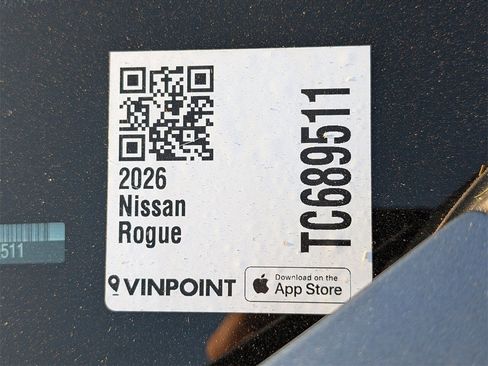 2026
Nissan
Rogue
TC689511
VINPOINT
Download on the
App Store
511